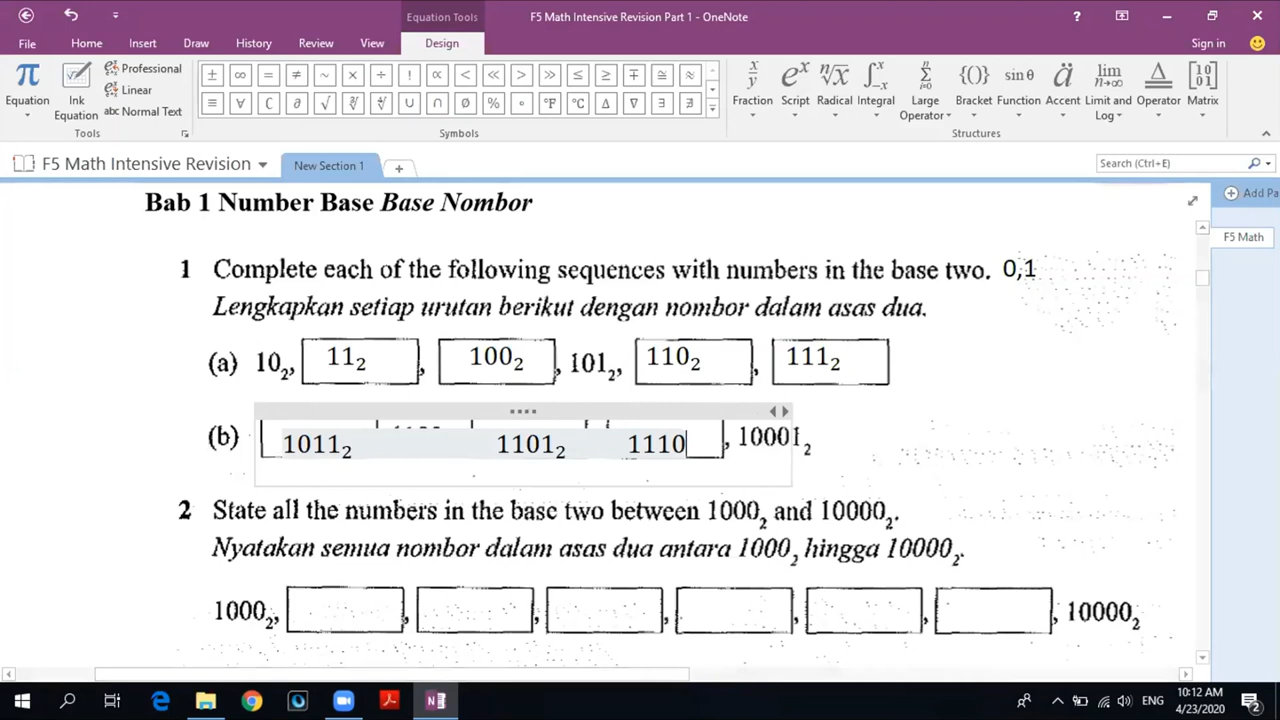 Equation Tools
F5 Math Intensive Revision Part 1 - OneNote
File Home Insert Draw History Review View Design Sign in
Equation
Ink Equation
Professional
Linear
abc Normal Text
Tools
± ∞ = ≠ ~ × ÷ ! ∝ < ≪ > ≫ ≤ ≥ ∓ ≅ ≈
≡ ∀ ∁ ∂ √ ∛ ∜ ∪ ∩ ∅ % ° °F °C ∆ ∇ ∃ ∄
Symbols
Fraction Script Radical Integral Large Operator Bracket Function Accent Limit and Log Operator Matrix
Structures
F5 Math Intensive Revision
New Section 1
Search (Ctrl+E)
Add Pa
F5 Math
Bab 1 Number Base Base Nombor
1 Complete each of the following sequences with numbers in the base two. 0,1
Lengkapkan setiap urutan berikut dengan nombor dalam asas dua.
(a) 10₂, 11₂, 100₂, 101₂, 110₂, 111₂
(b) 1011₂ 1101₂ 1110, 10001₂
2 State all the numbers in the base two between 1000₂ and 10000₂.
Nyatakan semua nombor dalam asas dua antara 1000₂ hingga 10000₂.
1000₂, , , , , , , 10000₂
ENG
10:12 AM
4/23/2020
2